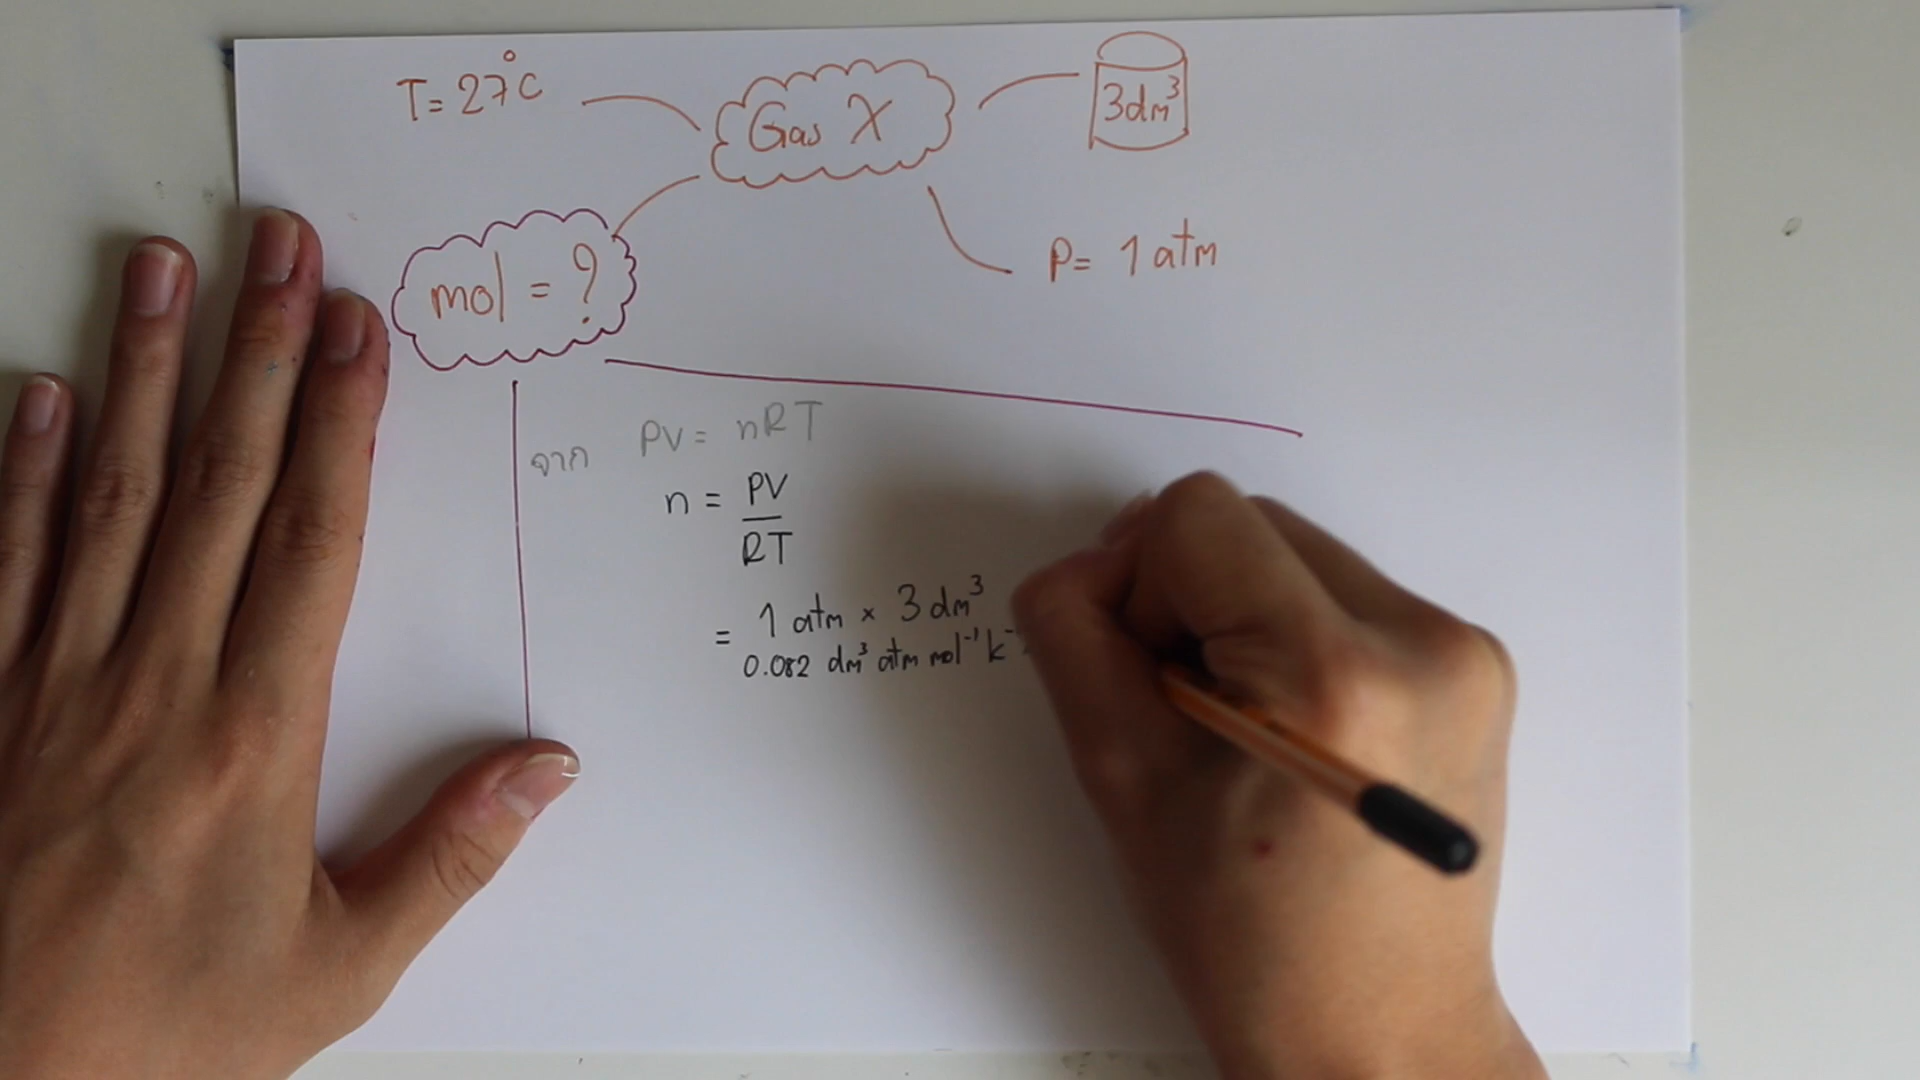 T= 27°C
Gas X
3dm³
mol = ?
P= 1 atm
จาก PV= nRT
n = PV
RT
= 1 atm × 3 dm³
0.082 dm³ atm mol⁻¹ k⁻